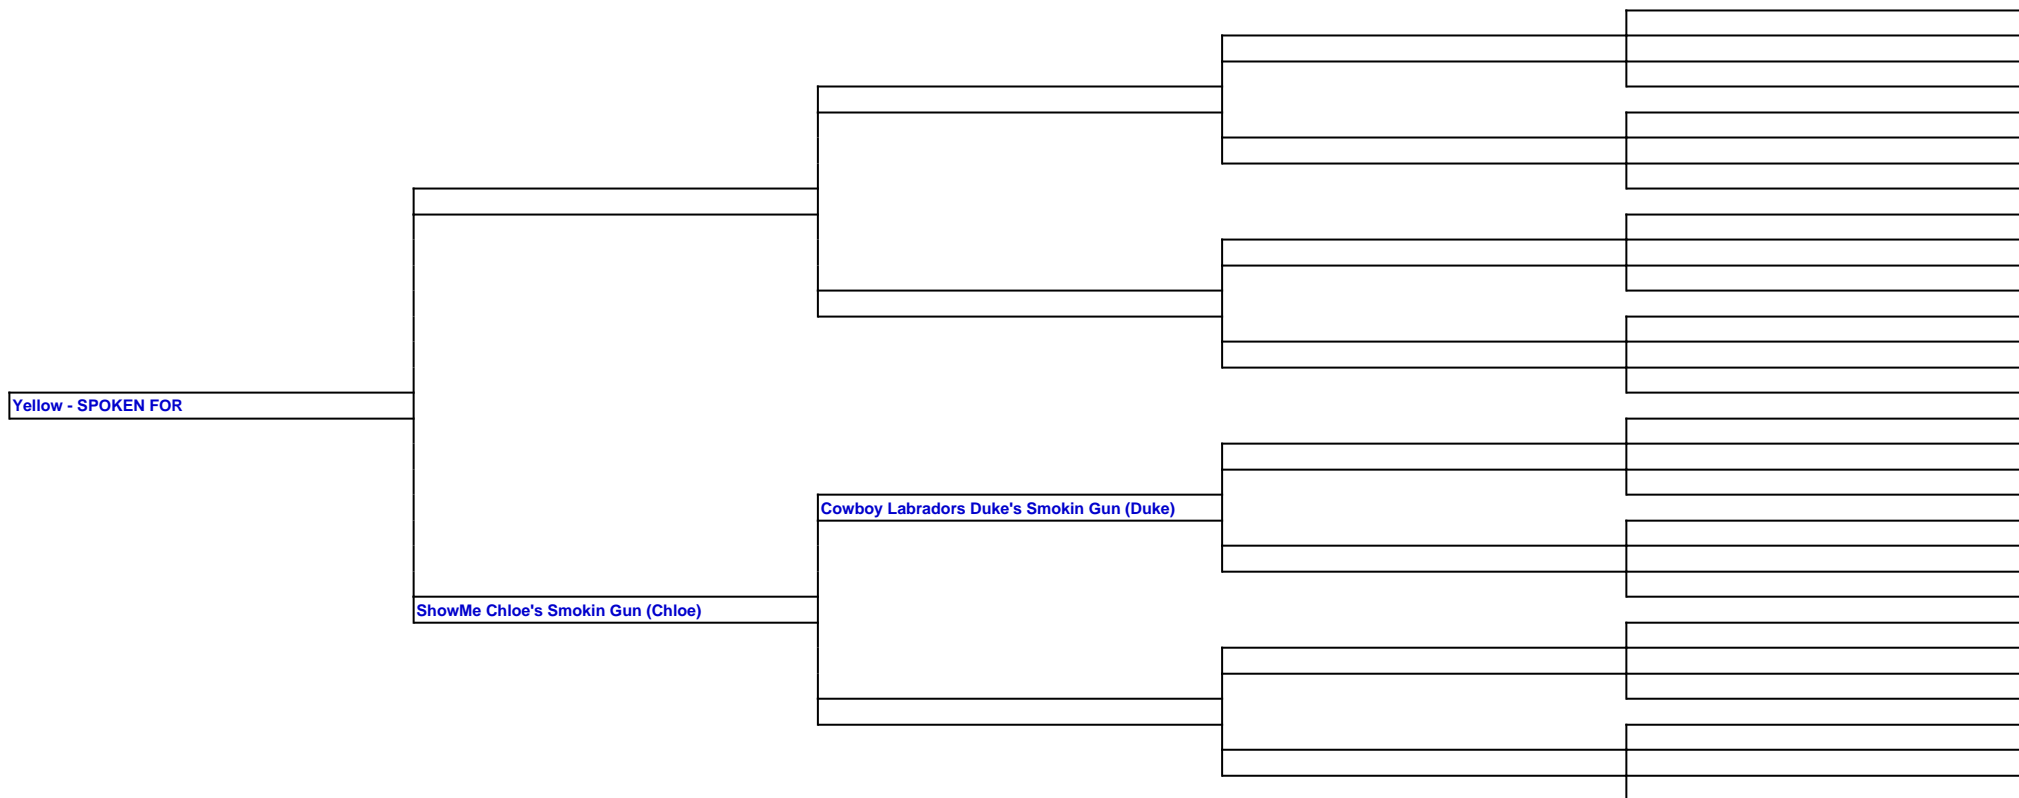 Yellow - SPOKEN FOR
Cowboy Labradors Duke's Smokin Gun (Duke)
ShowMe Chloe's Smokin Gun (Chloe)